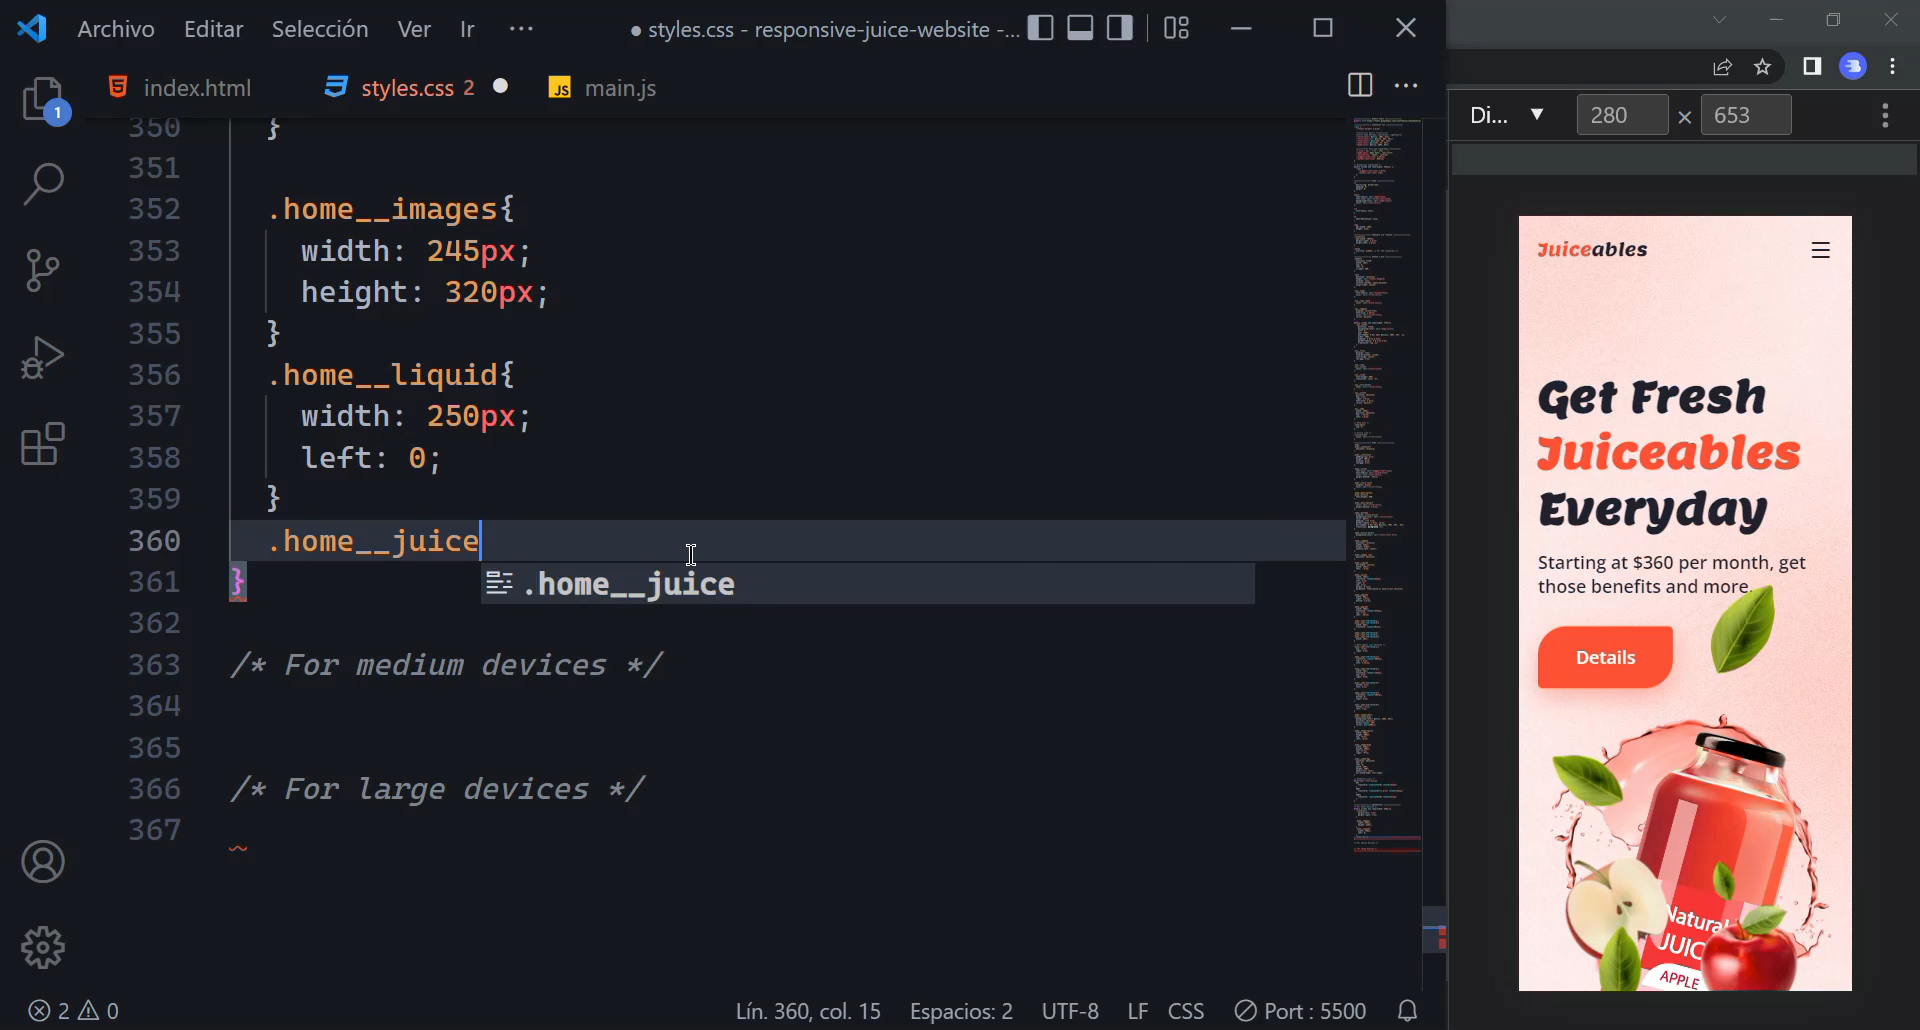 Archivo Editar Selección Ver Ir ··· ● styles.css - responsive-juice-website -...
index.html styles.css 2 ● JS main.js
Di... ▼ 280 × 653
1
350 }
351
352 .home__images{
353 width: 245px;
354 height: 320px;
355 }
356 .home__liquid{
357 width: 250px;
358 left: 0;
359 }
360 .home__juice
361 }
.home__juice
362
363 /* For medium devices */
364
365
366 /* For large devices */
367
2 0 Lín. 360, col. 15 Espacios: 2 UTF-8 LF CSS Port : 5500
Juiceables
Get Fresh
Juiceables
Everyday
Starting at $360 per month, get
those benefits and more.
Details
Natural
JUIC
APPLE